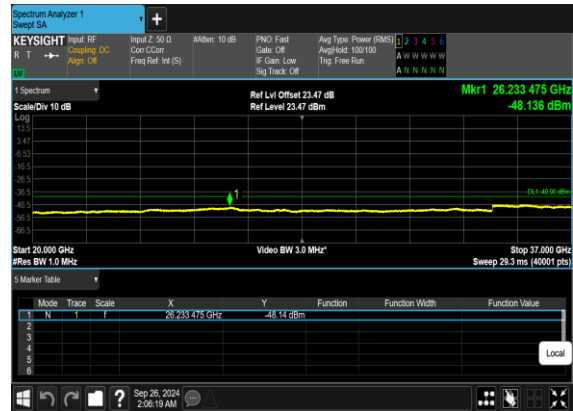 Spectrum Analyzer 1
Swept SA
+
KEYSIGHT Input: RF Input Z: 50 Ω #Atten: 10 dB PNO: Fast Avg Type: Power (RMS) 1 2 3 4 5 6
R T Coupling: DC Corr CCorr Gate: Off Avg|Hold: 100/100 A W W W W W
Align: Off Freq Ref: Int (S) IF Gain: Low Trig: Free Run
LW Sig Track: Off A N N N N N
1 Spectrum Ref Lvl Offset 23.47 dB Mkr1 26.233 475 GHz
Scale/Div 10 dB Ref Level 23.47 dBm -48.136 dBm
Log
13.5
3.47
-6.53
-16.5
-26.5
-36.5 1 DL1 -40.00 dBm
-46.5
-56.5
-66.5
Start 20.000 GHz Video BW 3.0 MHz* Stop 37.000 GHz
#Res BW 1.0 MHz Sweep 29.3 ms (40001 pts)
5 Marker Table
Mode Trace Scale X Y Function Function Width Function Value
1 N 1 f 26.233 475 GHz -48.14 dBm
2
3
4
5
6
Local
? Sep 26, 2024
2:06:19 AM